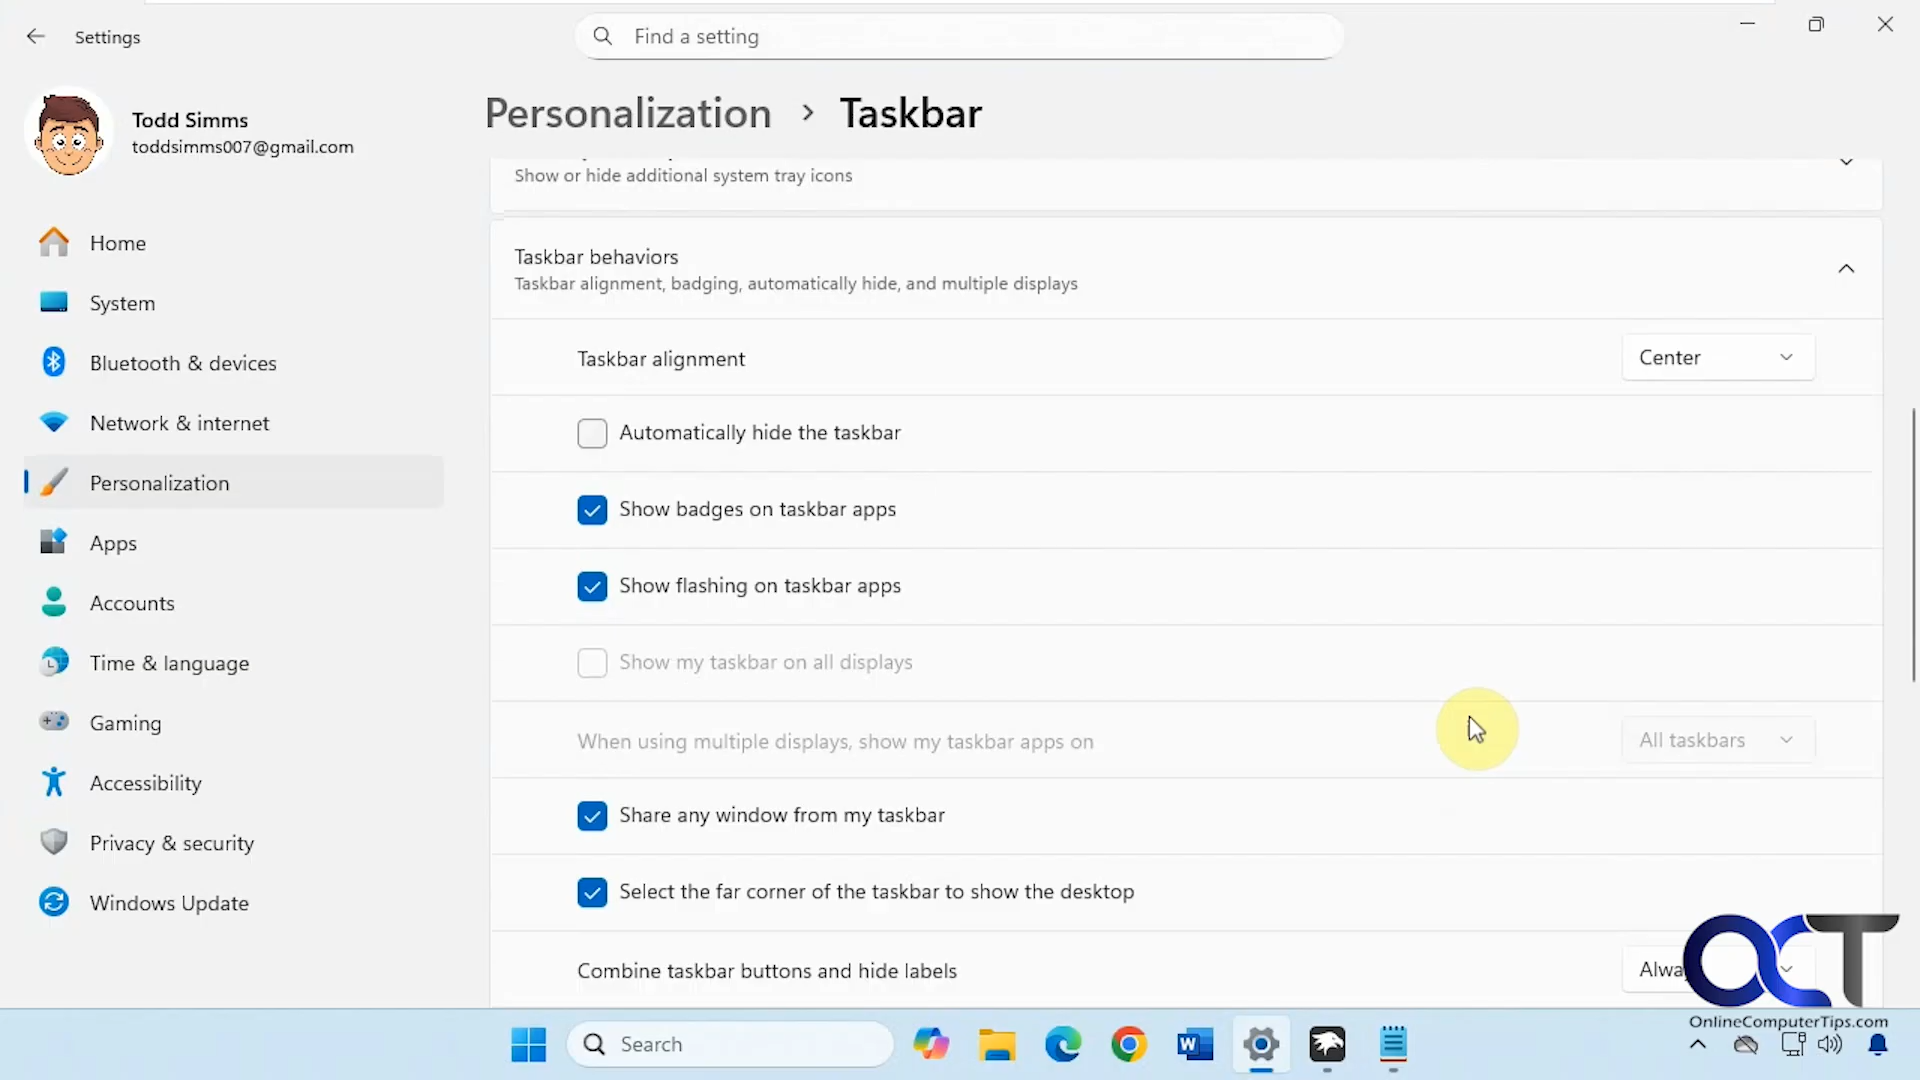 Settings
Find a setting
Todd Simms
toddsimms007@gmail.com
Home
System
Bluetooth & devices
Network & internet
Personalization
Apps
Accounts
Time & language
Gaming
Accessibility
Privacy & security
Windows Update
Personalization > Taskbar
Show or hide additional system tray icons
Taskbar behaviors
Taskbar alignment, badging, automatically hide, and multiple displays
Taskbar alignment
Center
Automatically hide the taskbar
Show badges on taskbar apps
Show flashing on taskbar apps
Show my taskbar on all displays
When using multiple displays, show my taskbar apps on
All taskbars
Share any window from my taskbar
Select the far corner of the taskbar to show the desktop
Combine taskbar buttons and hide labels
OCT
OnlineComputerTips.com
Search
W